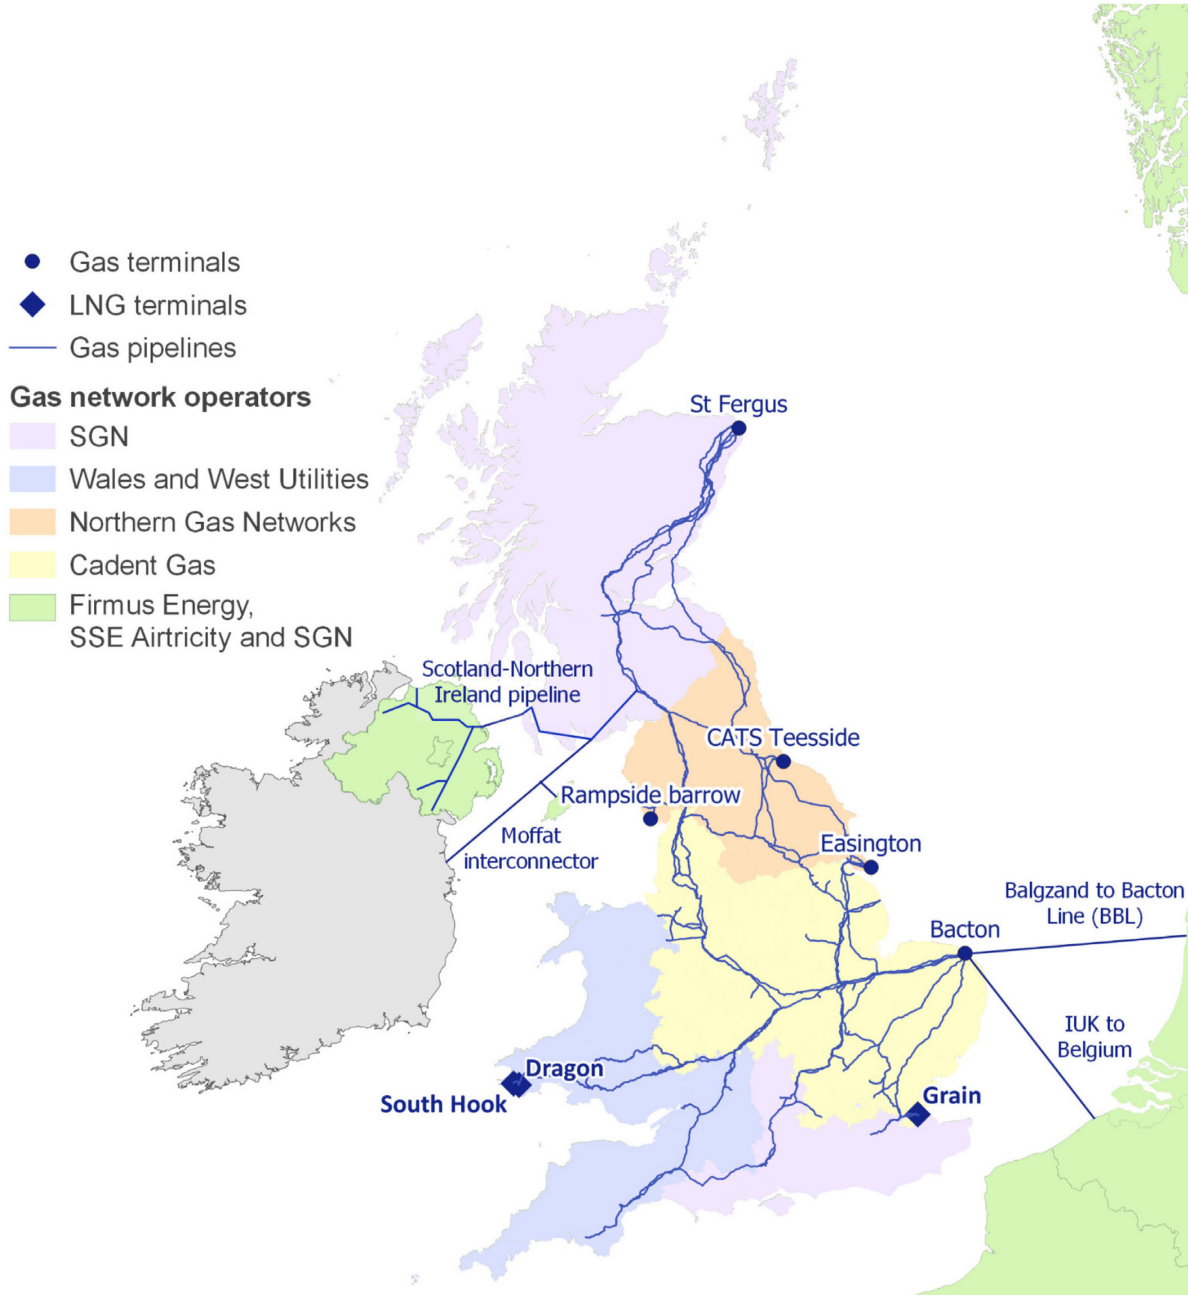 Gas terminals
LNG terminals
Gas pipelines
Gas network operators
SGN
Wales and West Utilities
Northern Gas Networks
Cadent Gas
Firmus Energy,
SSE Airtricity and SGN
St Fergus
Scotland-Northern
Ireland pipeline
CATS Teesside
Rampside barrow
Moffat
interconnector
Easington
Balgzand to Bacton
Line (BBL)
Bacton
IUK to
Belgium
Dragon
South Hook
Grain